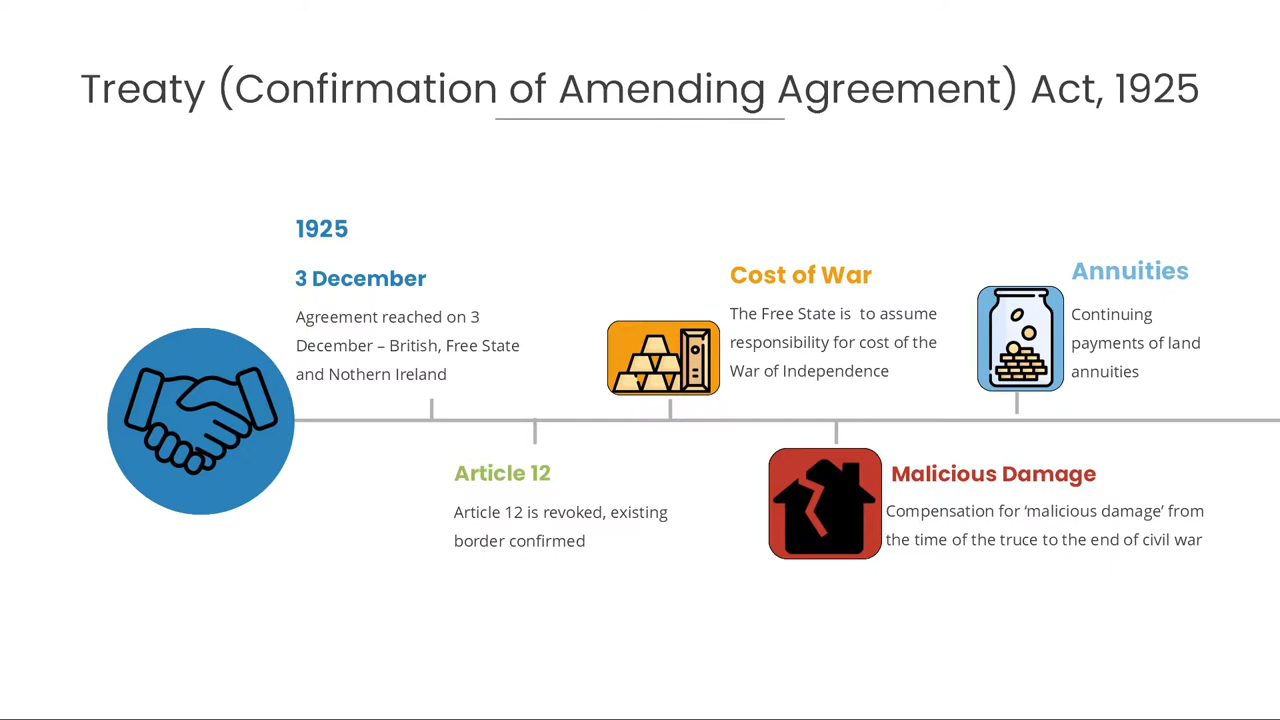 Treaty (Confirmation of Amending Agreement) Act, 1925
1925
3 December
Agreement reached on 3
December – British, Free State
and Nothern Ireland
Article 12
Article 12 is revoked, existing
border confirmed
Cost of War
The Free State is  to assume
responsibility for cost of the
War of Independence
Malicious Damage
Compensation for ‘malicious damage’ from
the time of the truce to the end of civil war
Annuities
Continuing
payments of land
annuities